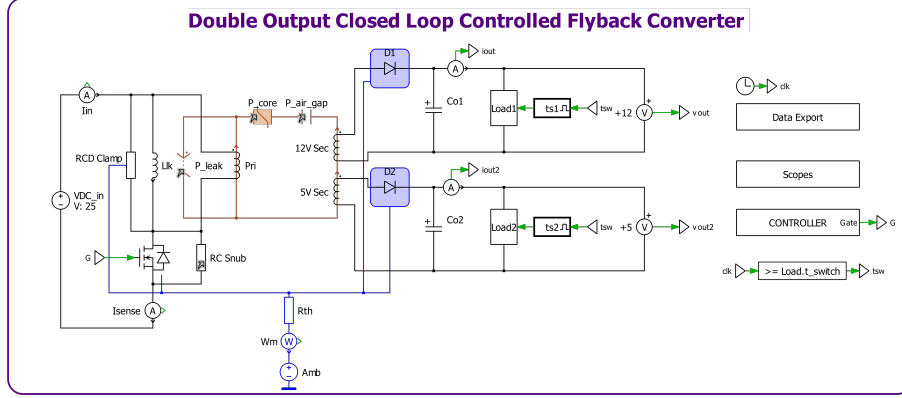 Double Output Closed Loop Controlled Flyback Converter
D1
iout
A
clk
A
Iin
P_core
P_air_gap
Co1
Load1
ts1
tsw
+12
V
vout
Data Export
RCD Clamp
Llk
P_leak
Pri
12V Sec
D2
iout2
Scopes
VDC_in
V: 25
5V Sec
A
Co2
Load2
ts2
tsw
+5
V
vout2
CONTROLLER
Gate
G
G
RC Snub
clk
>= Load.t_switch
tsw
Isense
A
Rth
Wm
W
Amb